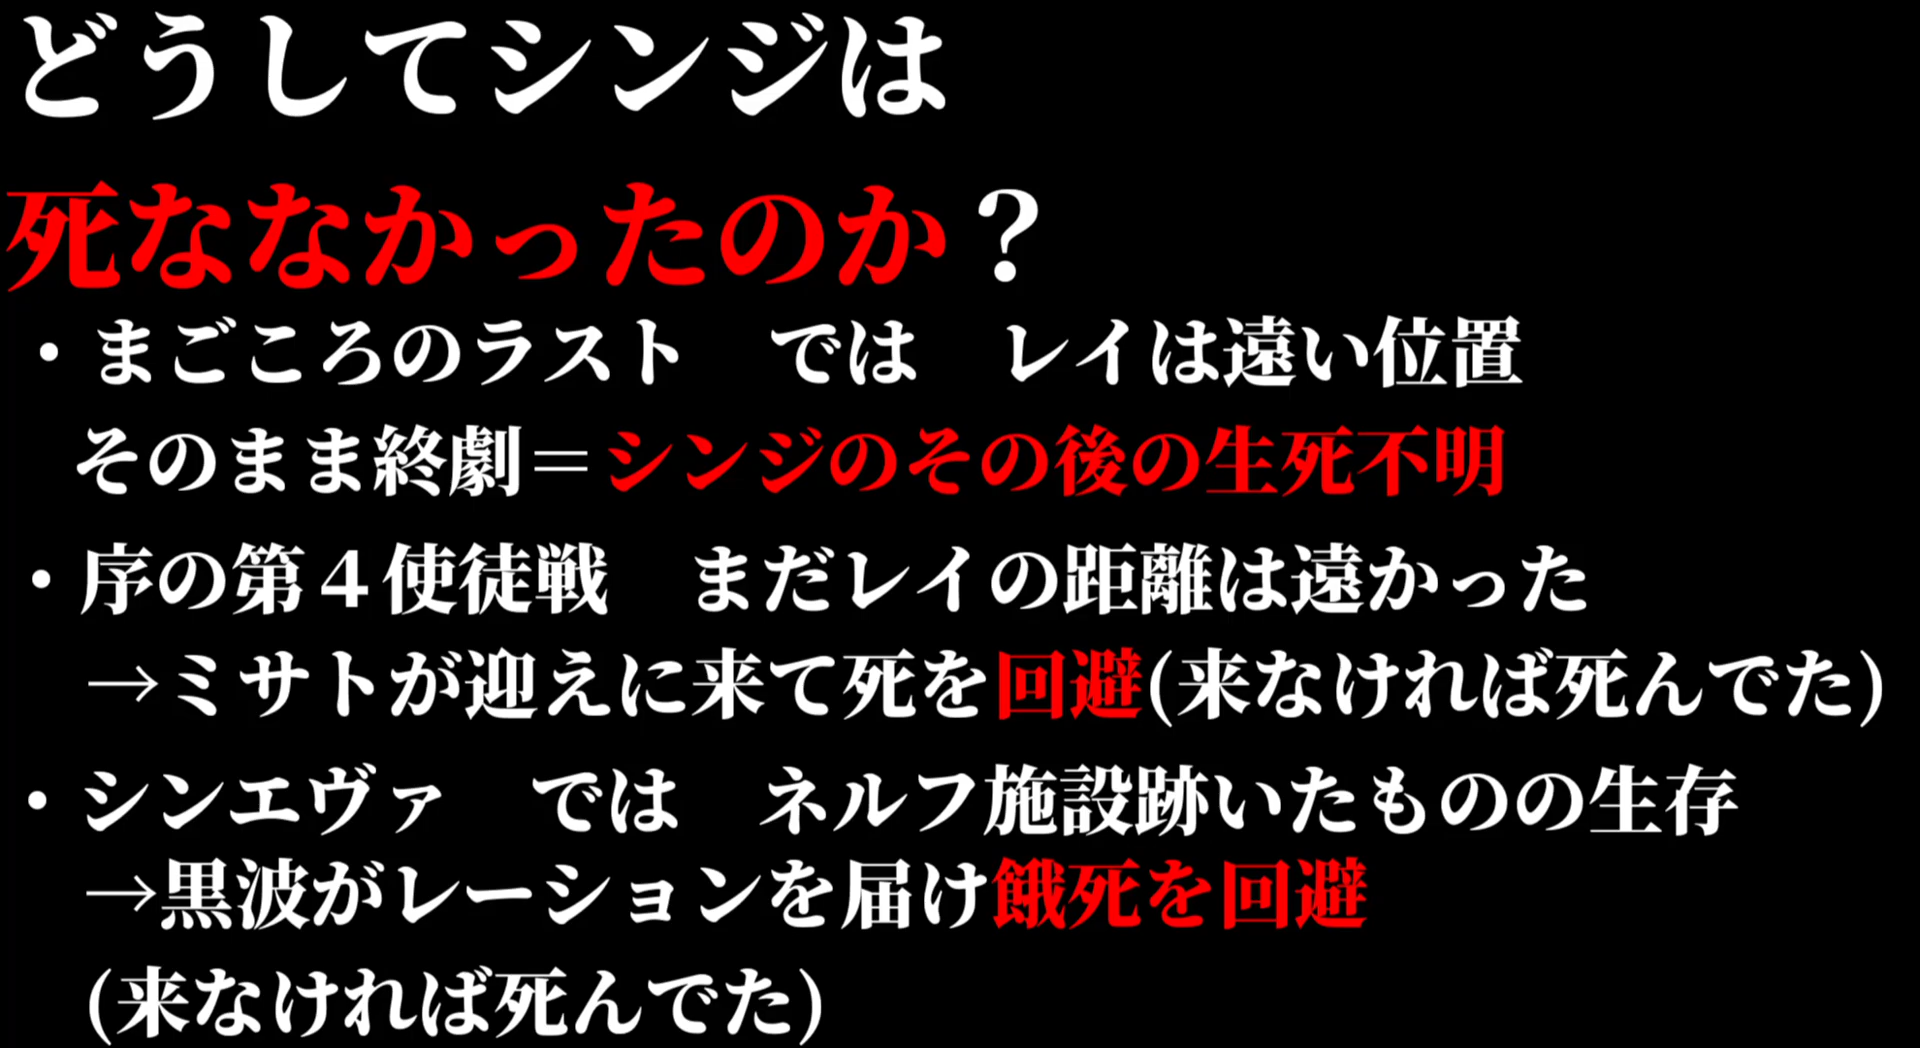 どうしてシンジは
死ななかったのか？
・まごころのラスト　では　レイは遠い位置
そのまま終劇＝シンジのその後の生死不明
・序の第４使徒戦　まだレイの距離は遠かった
→ミサトが迎えに来て死を回避(来なければ死んでた)
・シンエヴァ　では　ネルフ施設跡いたものの生存
→黒波がレーションを届け餓死を回避
(来なければ死んでた)